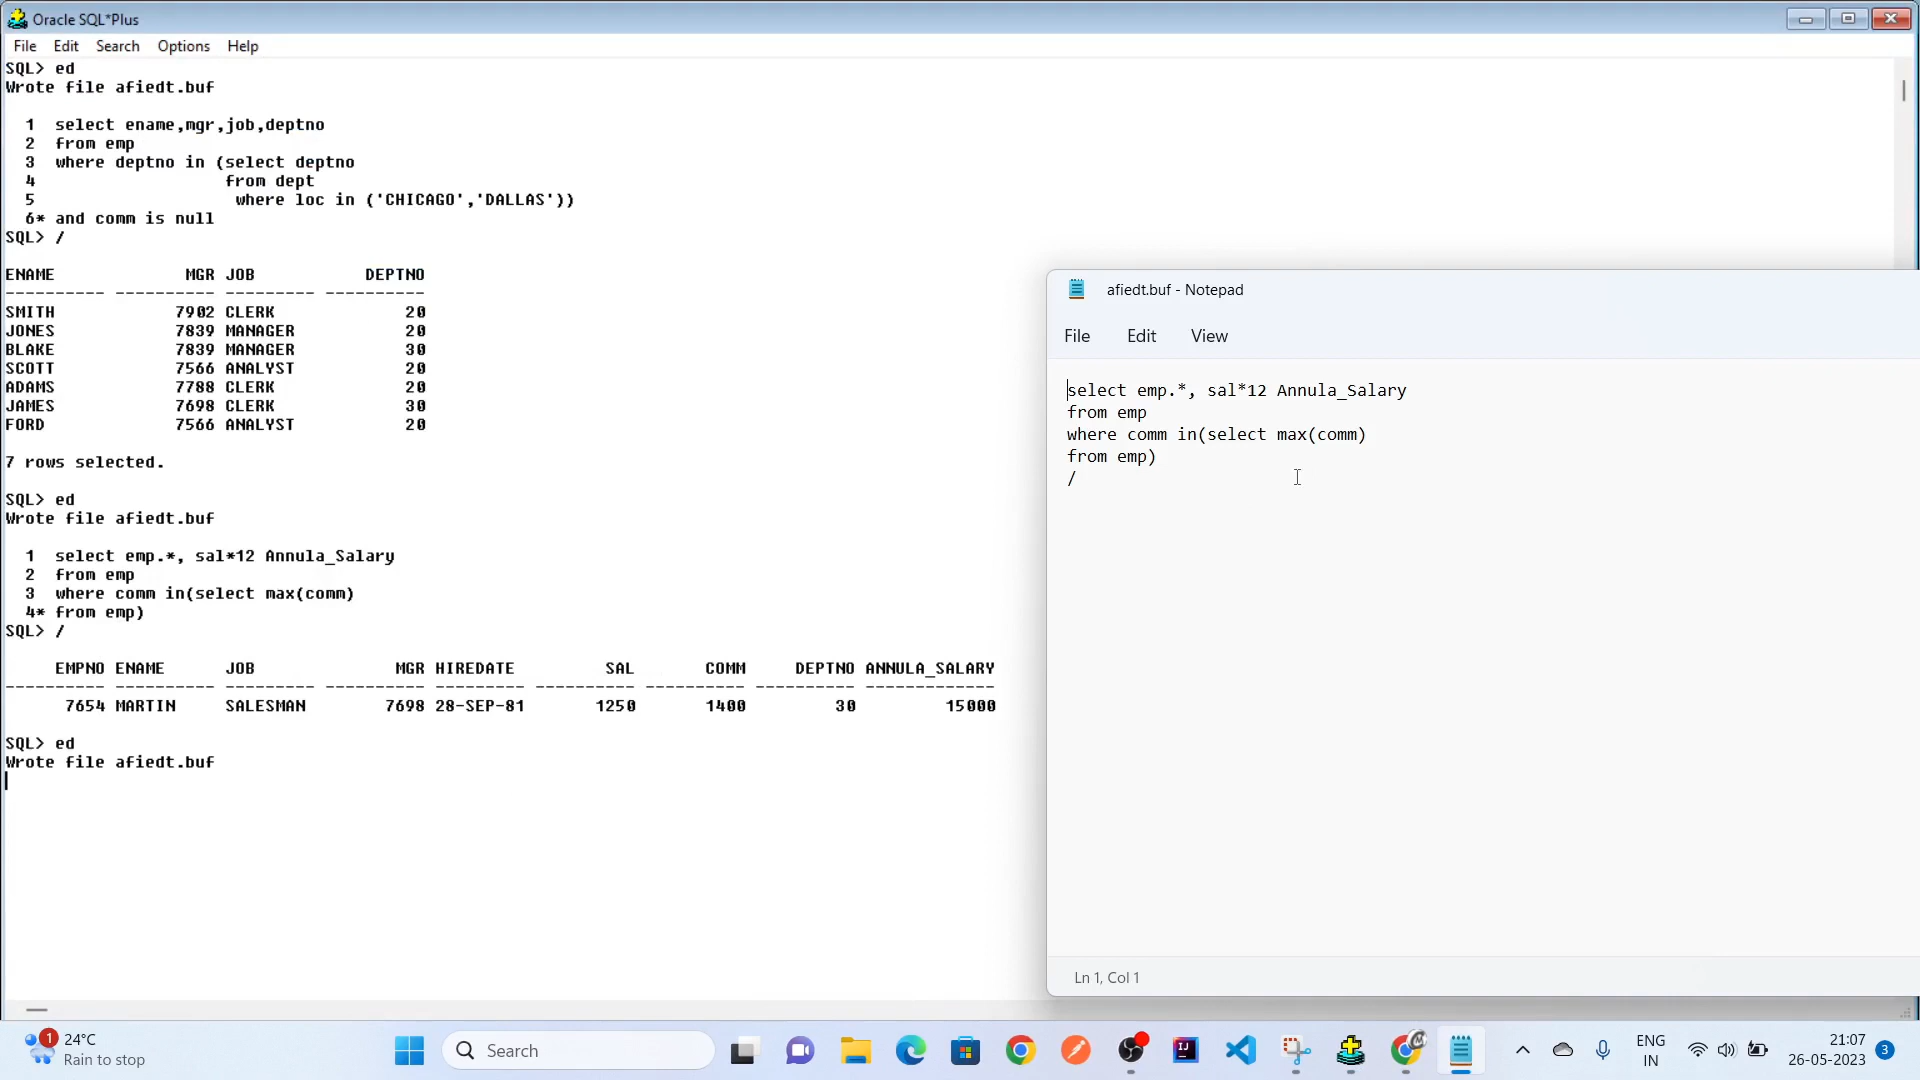 Oracle SQL*Plus
File Edit Search Options Help
SQL> ed
Wrote file afiedt.buf
1 select ename,mgr,job,deptno
2 from emp
3 where deptno in (select deptno
4 from dept
5 where loc in ('CHICAGO','DALLAS'))
6* and comm is null
SQL> /
ENAME MGR JOB DEPTNO
---------- ---------- --------- ----------
SMITH 7902 CLERK 20
JONES 7839 MANAGER 20
BLAKE 7839 MANAGER 30
SCOTT 7566 ANALYST 20
ADAMS 7788 CLERK 20
JAMES 7698 CLERK 30
FORD 7566 ANALYST 20
7 rows selected.
SQL> ed
Wrote file afiedt.buf
1 select emp.*, sal*12 Annula_Salary
2 from emp
3 where comm in(select max(comm)
4* from emp)
SQL> /
EMPNO ENAME JOB MGR HIREDATE SAL COMM DEPTNO ANNULA_SALARY
---------- ---------- --------- ---------- --------- ---------- ---------- ---------- -------------
7654 MARTIN SALESMAN 7698 28-SEP-81 1250 1400 30 15000
SQL> ed
Wrote file afiedt.buf
afiedt.buf - Notepad
File Edit View
select emp.*, sal*12 Annula_Salary
from emp
where comm in(select max(comm)
from emp)
/
Ln 1, Col 1
1
24°C
Rain to stop
Search
ENG
IN
21:07
26-05-2023
3